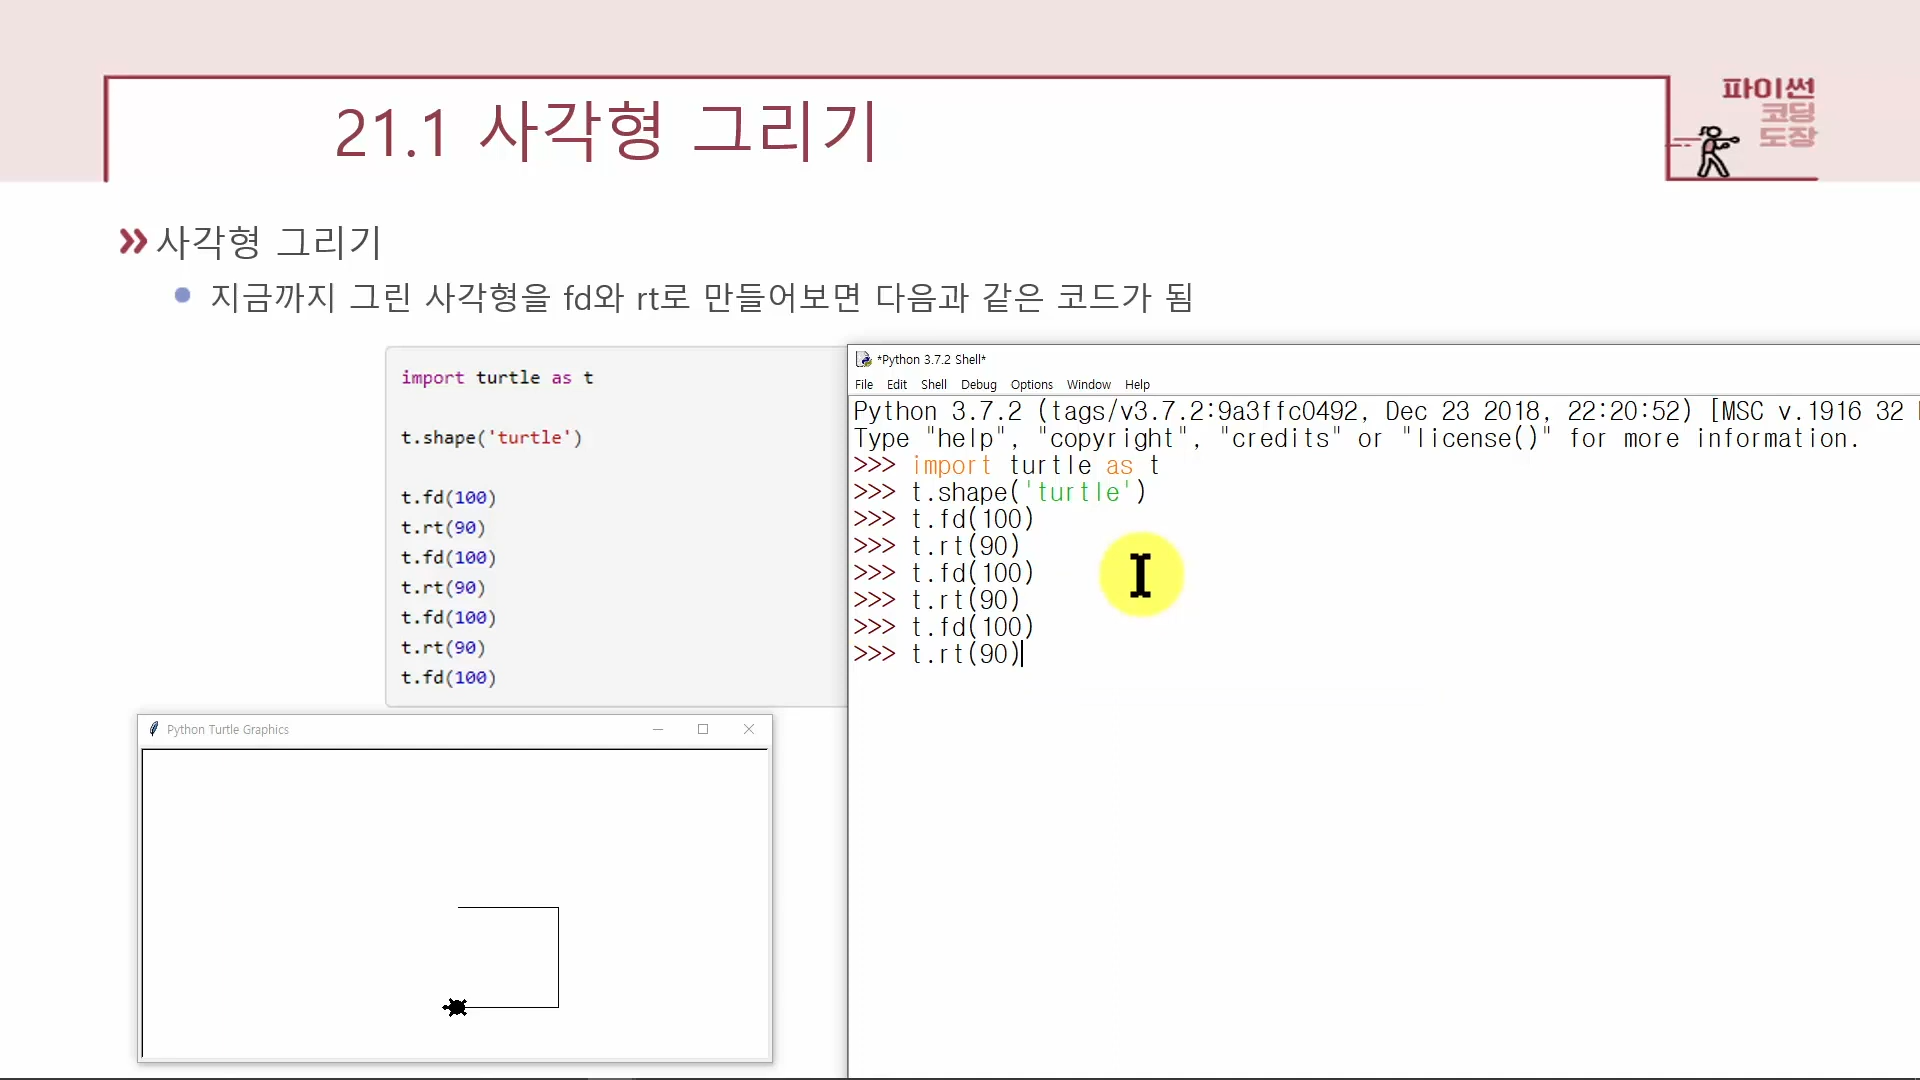 21.1 사각형 그리기
파이썬
코딩
도장
사각형 그리기
지금까지 그린 사각형을 fd와 rt로 만들어보면 다음과 같은 코드가 됨
import turtle as t
t.shape('turtle')
t.fd(100)
t.rt(90)
t.fd(100)
t.rt(90)
t.fd(100)
t.rt(90)
t.fd(100)
*Python 3.7.2 Shell*
File Edit Shell Debug Options Window Help
Python 3.7.2 (tags/v3.7.2:9a3ffc0492, Dec 23 2018, 22:20:52) [MSC v.1916 32
Type "help", "copyright", "credits" or "license()" for more information.
>>> import turtle as t
>>> t.shape('turtle')
>>> t.fd(100)
>>> t.rt(90)
>>> t.fd(100)
>>> t.rt(90)
>>> t.fd(100)
>>> t.rt(90)
Python Turtle Graphics